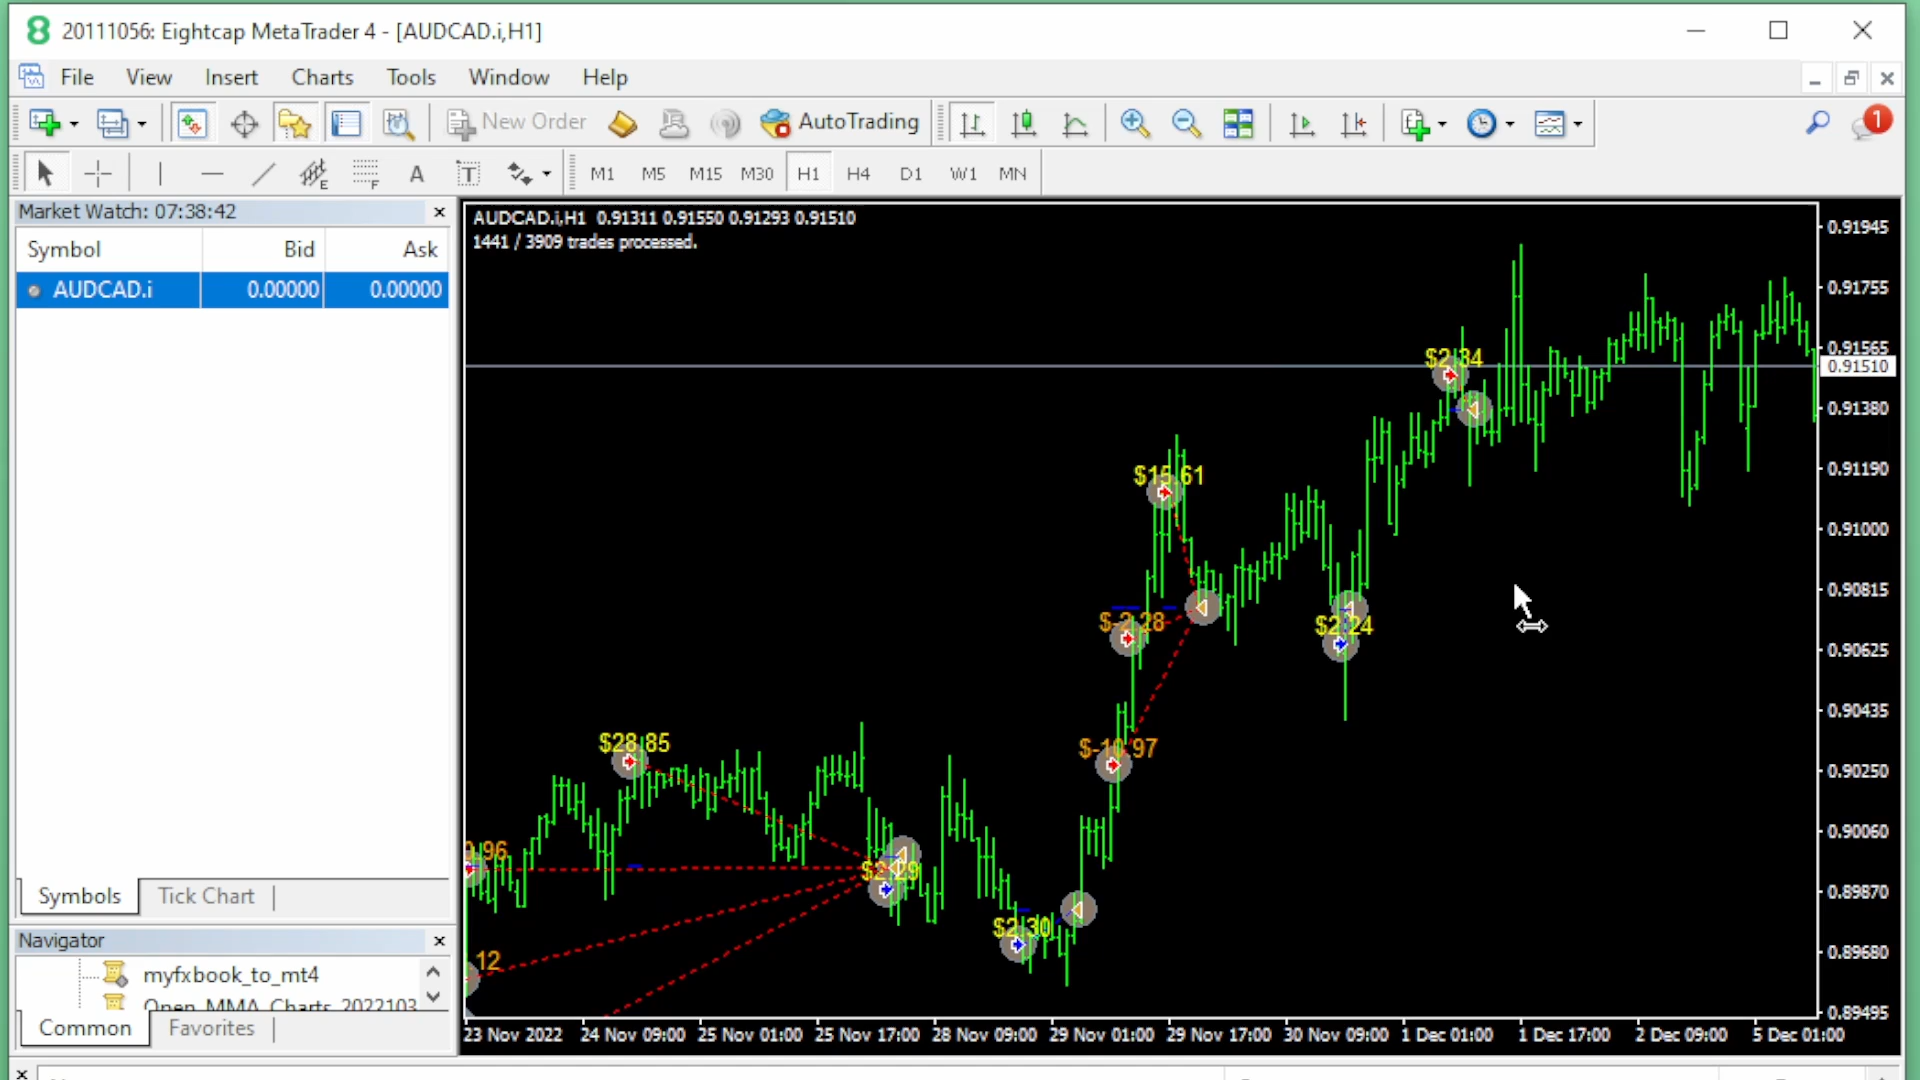 20111056: Eightcap MetaTrader 4 - [AUDCAD.i,H1]
File View Insert Charts Tools Window Help
New Order AutoTrading 1
E F A T M1 M5 M15 M30 H1 H4 D1 W1 MN
Market Watch: 07:38:42
Symbol Bid Ask
AUDCAD.i 0.00000 0.00000
Symbols Tick Chart
Navigator
myfxbook_to_mt4
Open_MMA_Charts_2022103
Common Favorites
AUDCAD.i,H1 0.91311 0.91550 0.91293 0.91510
1441 / 3909 trades processed.
$2.34
$15.61
$-2.28
$2.24
$28.85
$2.29
$2.30
12
0.91945
0.91755
0.91565
0.91510
0.91380
0.91190
0.91000
0.90815
0.90625
0.90435
0.90250
0.90060
0.89870
0.89680
0.89495
23 Nov 2022 24 Nov 09:00 25 Nov 01:00 25 Nov 17:00 28 Nov 09:00 29 Nov 01:00 29 Nov 17:00 30 Nov 09:00 1 Dec 01:00 1 Dec 17:00 2 Dec 09:00 5 Dec 01:00